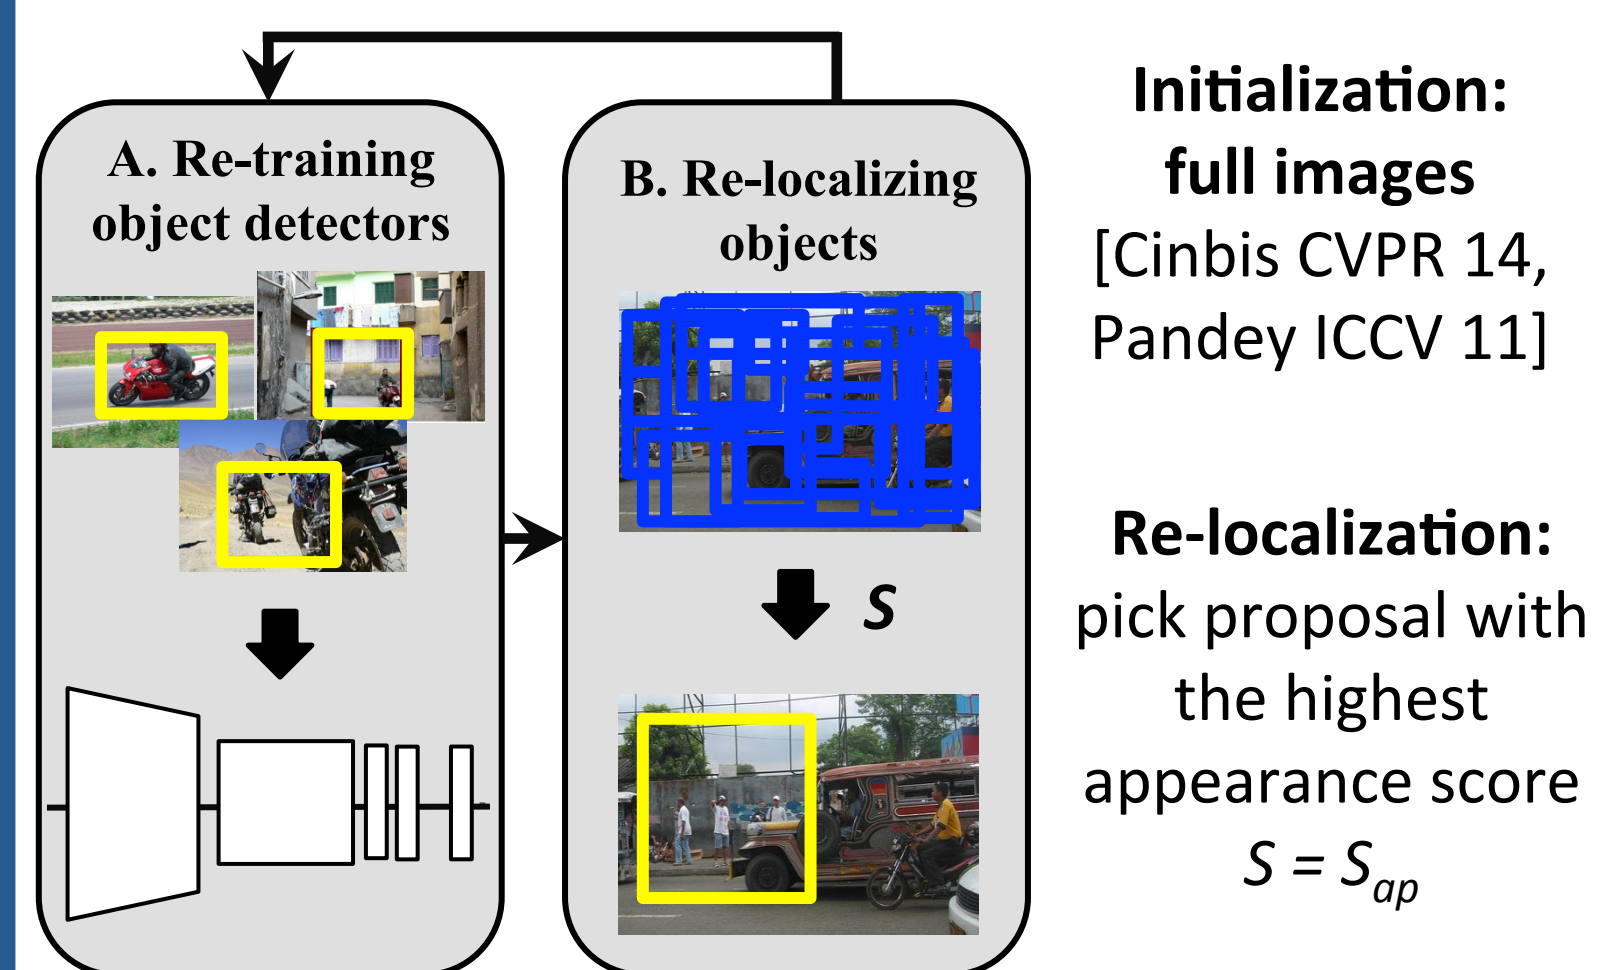 A. Re-training
object detectors
B. Re-localizing
objects
S
Initialization:
full images
[Cinbis CVPR 14,
Pandey ICCV 11]
Re-localization:
pick proposal with
the highest
appearance score
S = S_ap